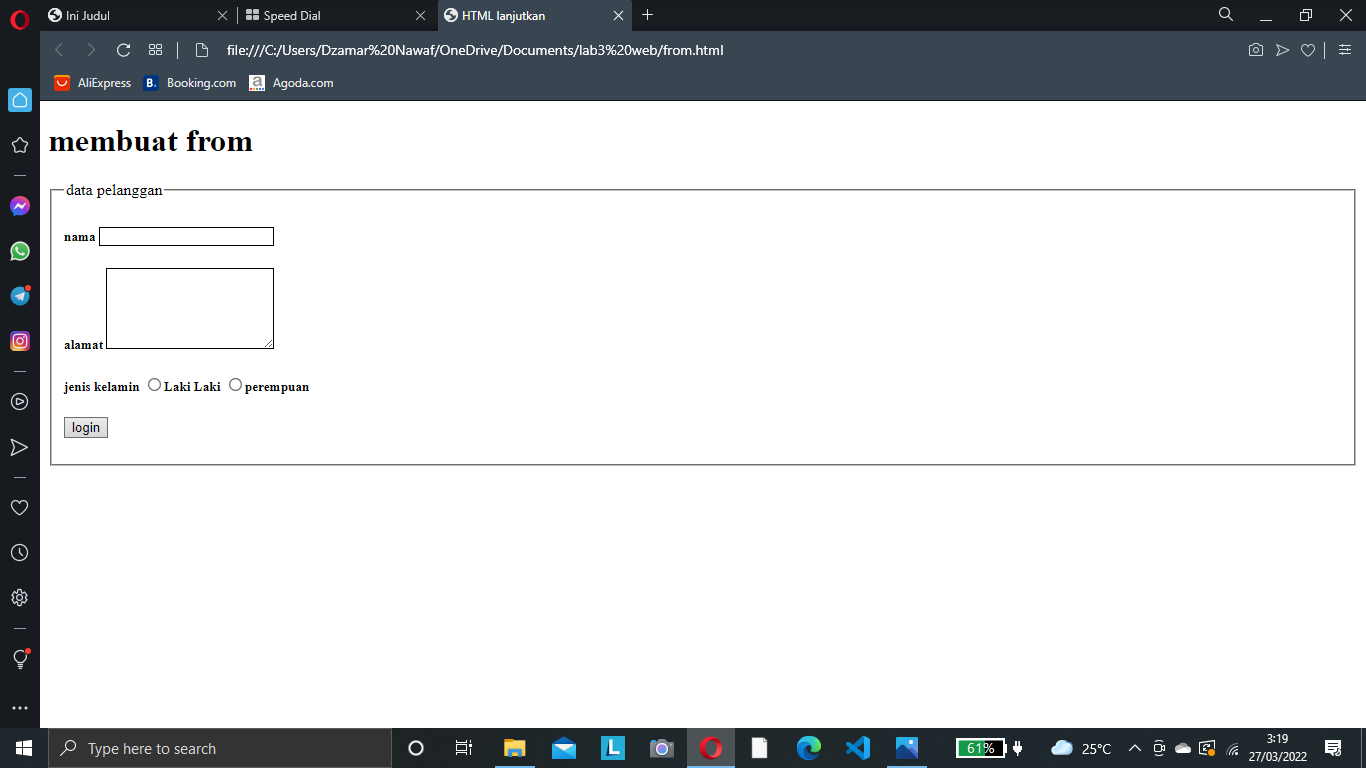 Ini Judul
Speed Dial
HTML lanjutkan
file:///C:/Users/Dzamar%20Nawaf/OneDrive/Documents/lab3%20web/from.html
AliExpress
B.
Booking.com
a
Agoda.com
membuat from
data pelanggan
nama
alamat
jenis kelamin Laki Laki perempuan
login
Type here to search
L
61%
25°C
3:19
27/03/2022